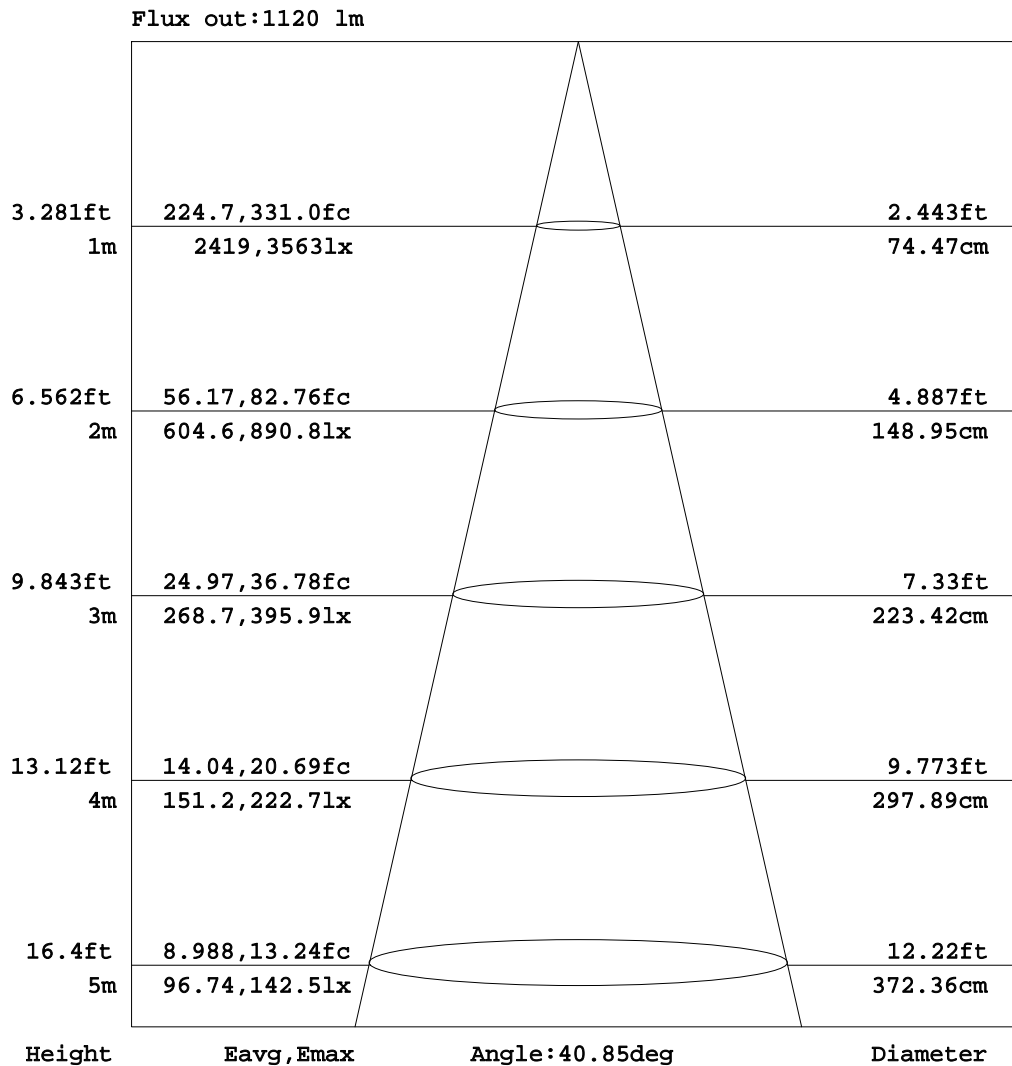 Flux out:1120 lm
3.281ft 224.7,331.0fc 2.443ft
1m 2419,3563lx 74.47cm
6.562ft 56.17,82.76fc 4.887ft
2m 604.6,890.8lx 148.95cm
9.843ft 24.97,36.78fc 7.33ft
3m 268.7,395.9lx 223.42cm
13.12ft 14.04,20.69fc 9.773ft
4m 151.2,222.7lx 297.89cm
16.4ft 8.988,13.24fc 12.22ft
5m 96.74,142.5lx 372.36cm
Height Eavg,Emax Angle:40.85deg Diameter